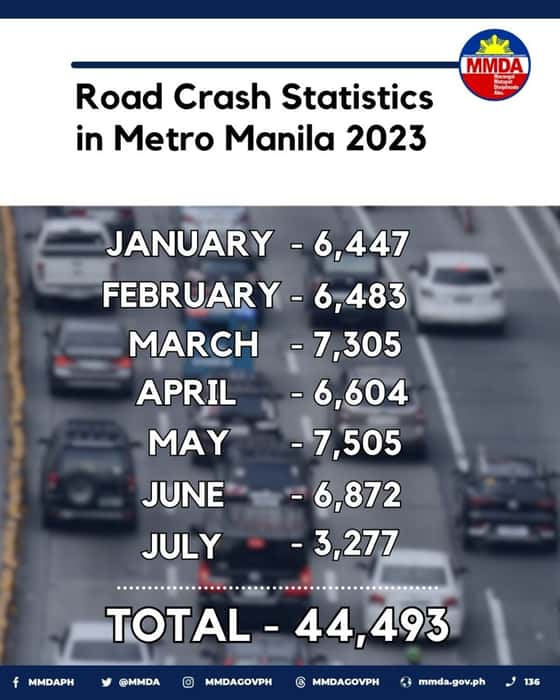 MMDA
Road Crash Statistics
in Metro Manila 2023
JANUARY - 6,447
FEBRUARY - 6,483
MARCH - 7,305
APRIL - 6,604
MAY - 7,505
JUNE - 6,872
JULY - 3,277
TOTAL - 44,493
MMDAPH @MMDA MMDAGOVPH MMDAGOVPH mmda.gov.ph 136